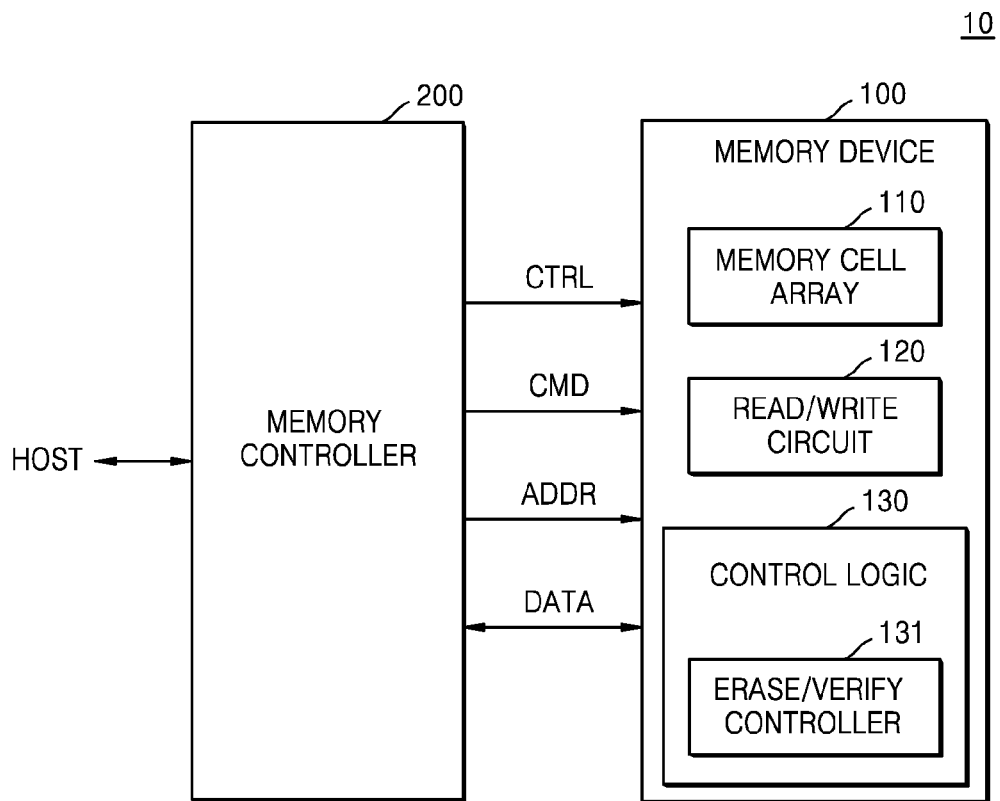 10
200
100
MEMORY DEVICE
110
MEMORY CELL
ARRAY
CTRL
120
CMD
READ/WRITE
CIRCUIT
MEMORY
CONTROLLER
HOST
ADDR
130
CONTROL LOGIC
DATA
131
ERASE/VERIFY
CONTROLLER